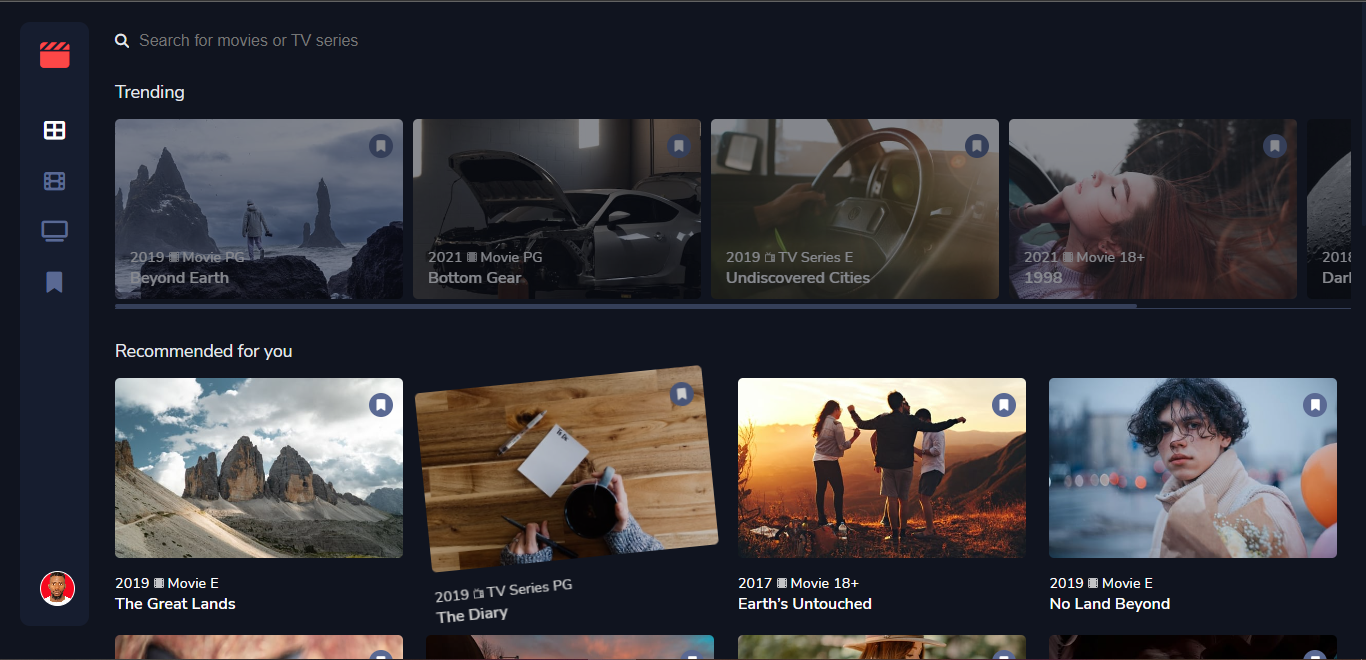 Search for movies or TV series
Trending
2019 Movie PG
Beyond Earth
2021 Movie PG
Bottom Gear
2019 TV Series E
Undiscovered Cities
2021 Movie 18+
1998
Recommended for you
2019 Movie E
The Great Lands
2019 TV Series PG
The Diary
2017 Movie 18+
Earth's Untouched
2019 Movie E
No Land Beyond